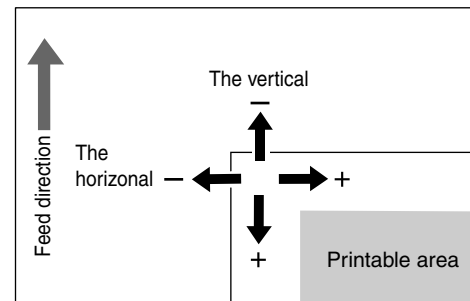 Feed direction
The vertical
−
The
horizonal −
+
+
Printable area